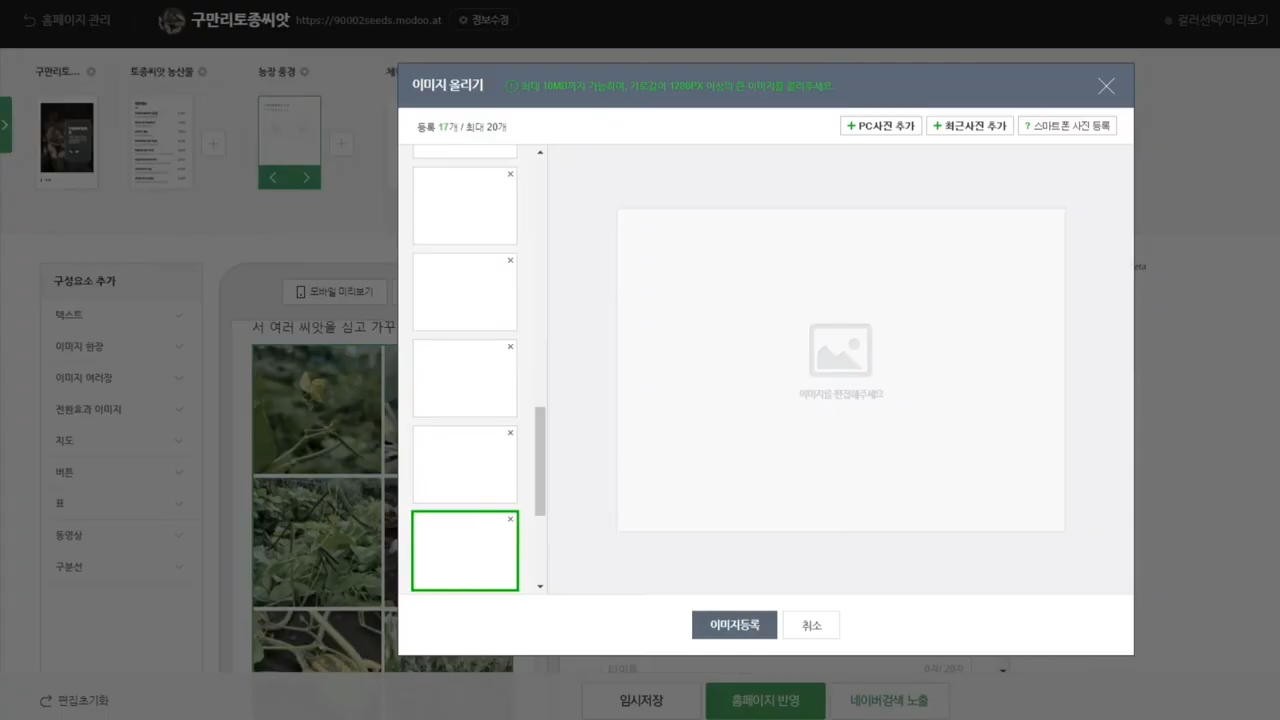 홈페이지 관리
구만리토종씨앗 https://90002seeds.modoo.at 정보수정
컬러선택/미리보기
구만리토...
토종씨앗 농산물
농장 풍경
이미지 올리기
최대 10MB까지 가능하며, 가로길이 1280PX 이상의 큰 이미지를 올려주세요.
등록 17개 / 최대 20개
+ PC사진 추가
+ 최근사진 추가
? 스마트폰 사진 등록
구성요소 추가
텍스트
이미지 한장
이미지 여러장
전환효과 이미지
지도
버튼
표
동영상
구분선
모바일 미리보기
서 여러 씨앗을 심고 가꾸
이미지를 편집해주세요
eta
이미지등록
취소
타이틀
0자/ 20자
편집초기화
임시저장
홈페이지 반영
네이버검색 노출